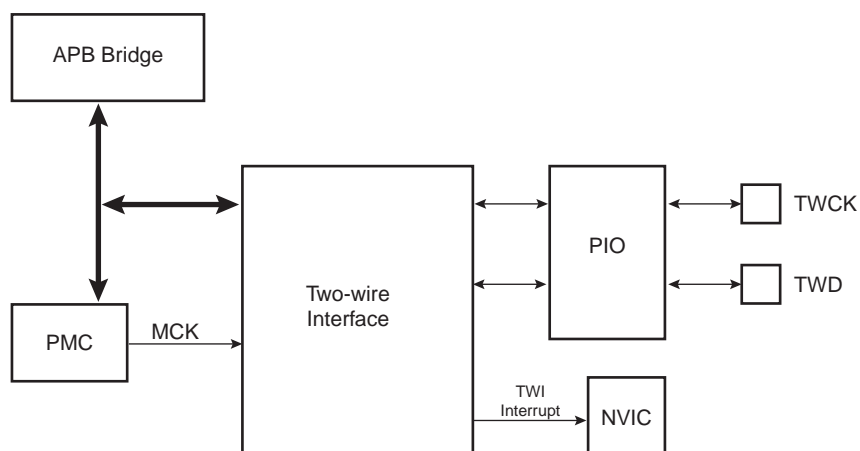 APB Bridge
TWCK
PIO
TWD
Two-wire
Interface
MCK
PMC
TWI
Interrupt
NVIC